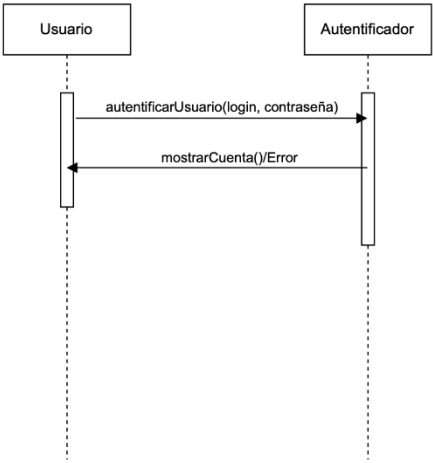 Usuario
Autentificador
autentificarUsuario(login, contraseña)
mostrarCuenta()/Error